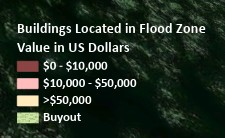 Buildings Located in Flood Zone
Value in US Dollars
$0 - $10,000
$10,000 - $50,000
>$50,000
Buyout